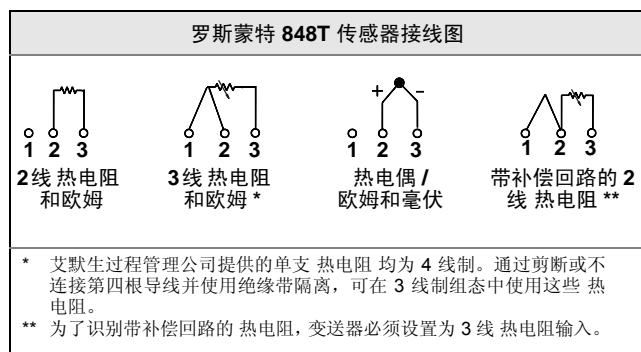 罗斯蒙特 848T 传感器接线图
+ -
1 2 3
1 2 3
1 2 3
1 2 3
2线 热电阻
和欧姆
3线 热电阻
和欧姆 *
热电偶 /
欧姆和毫伏
带补偿回路的 2
线 热电阻 **
* 艾默生过程管理公司提供的单支 热电阻 均为 4 线制。通过剪断或不
连接第四根导线并使用绝缘带隔离，可在 3 线制组态中使用这些 热
电阻。
** 为了识别带补偿回路的 热电阻，变送器必须设置为 3 线 热电阻输入。